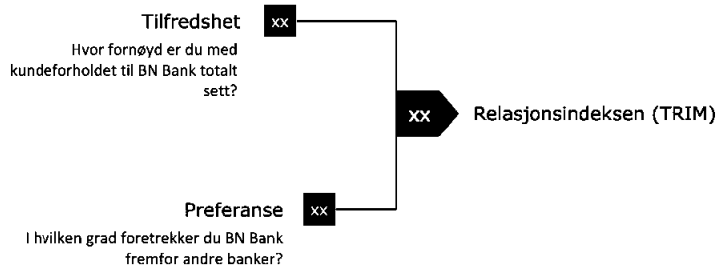 Tilfredshet xx
Hvor fornøyd er du med
kundeforholdet til BN Bank totalt
sett?
xx Relasjonsindeksen (TRIM)
Preferanse xx
I hvilken grad foretrekker du BN Bank
fremfor andre banker?